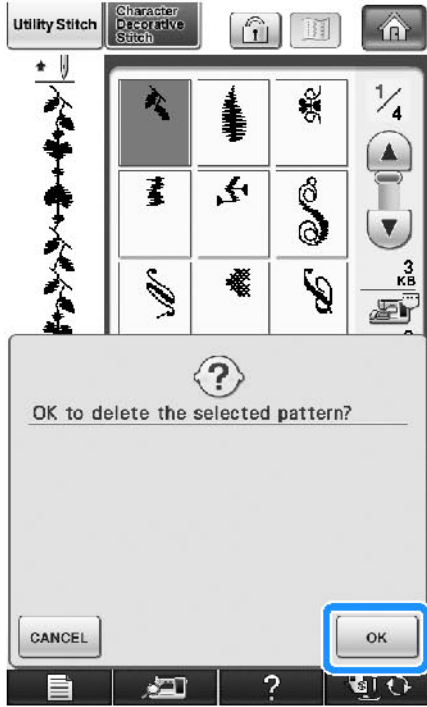 Utility Stitch
Character
Decorative
Stitch
1/4
3
KB
OK to delete the selected pattern?
CANCEL
OK